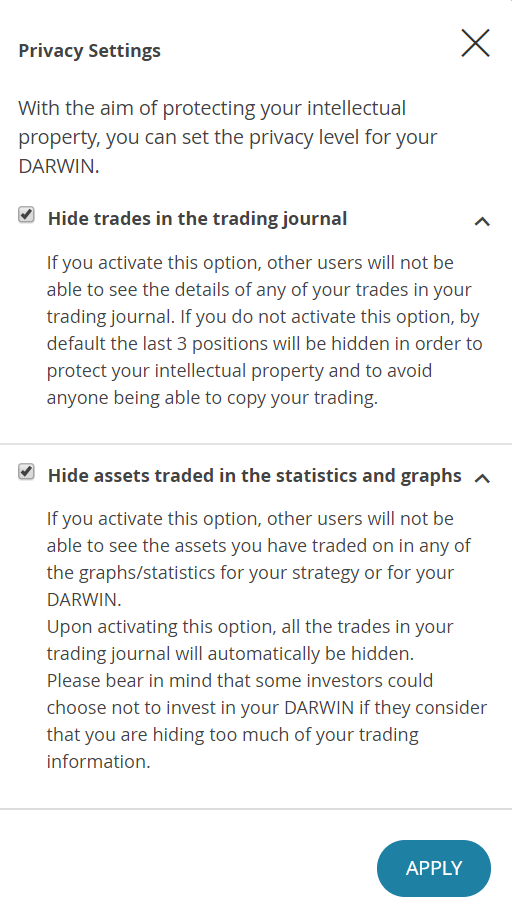 Privacy Settings
With the aim of protecting your intellectual
property, you can set the privacy level for your
DARWIN.
Hide trades in the trading journal
If you activate this option, other users will not be
able to see the details of any of your trades in your
trading journal. If you do not activate this option, by
default the last 3 positions will be hidden in order to
protect your intellectual property and to avoid
anyone being able to copy your trading.
Hide assets traded in the statistics and graphs
If you activate this option, other users will not be
able to see the assets you have traded on in any of
the graphs/statistics for your strategy or for your
DARWIN.
Upon activating this option, all the trades in your
trading journal will automatically be hidden.
Please bear in mind that some investors could
choose not to invest in your DARWIN if they consider
that you are hiding too much of your trading
information.
APPLY